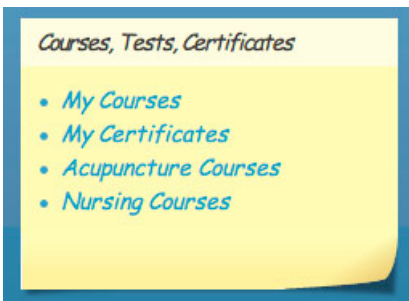 Courses, Tests, Certificates
My Courses
My Certificates
Acupuncture Courses
Nursing Courses